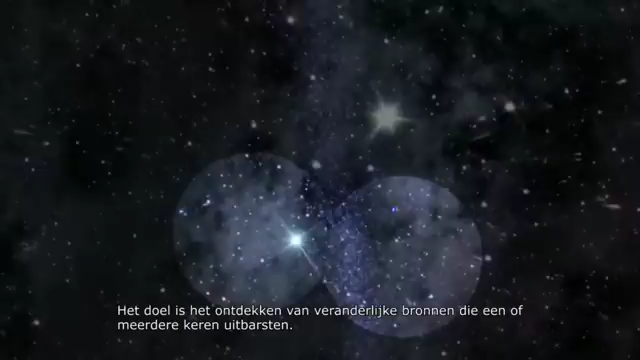 Het doel is het ontdekken van veranderlijke bronnen die een of
meerdere keren uitbarsten.